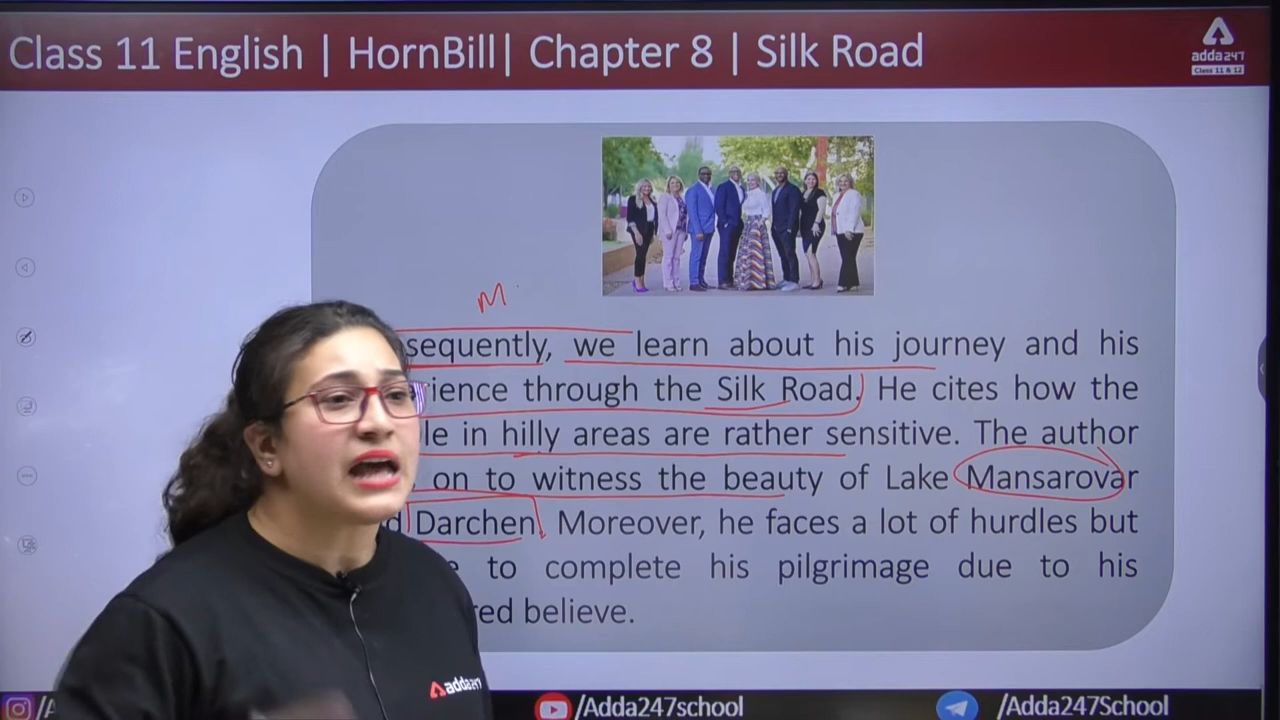 Class 11 English | HornBill| Chapter 8 | Silk Road
adda247
Class 11 & 12
M
sequently, we learn about his journey and his
rience through the Silk Road. He cites how the
le in hilly areas are rather sensitive. The author
on to witness the beauty of Lake Mansarovar
d Darchen. Moreover, he faces a lot of hurdles but
e to complete his pilgrimage due to his
red believe.
adda247
/A
/Adda247school
/Adda247School